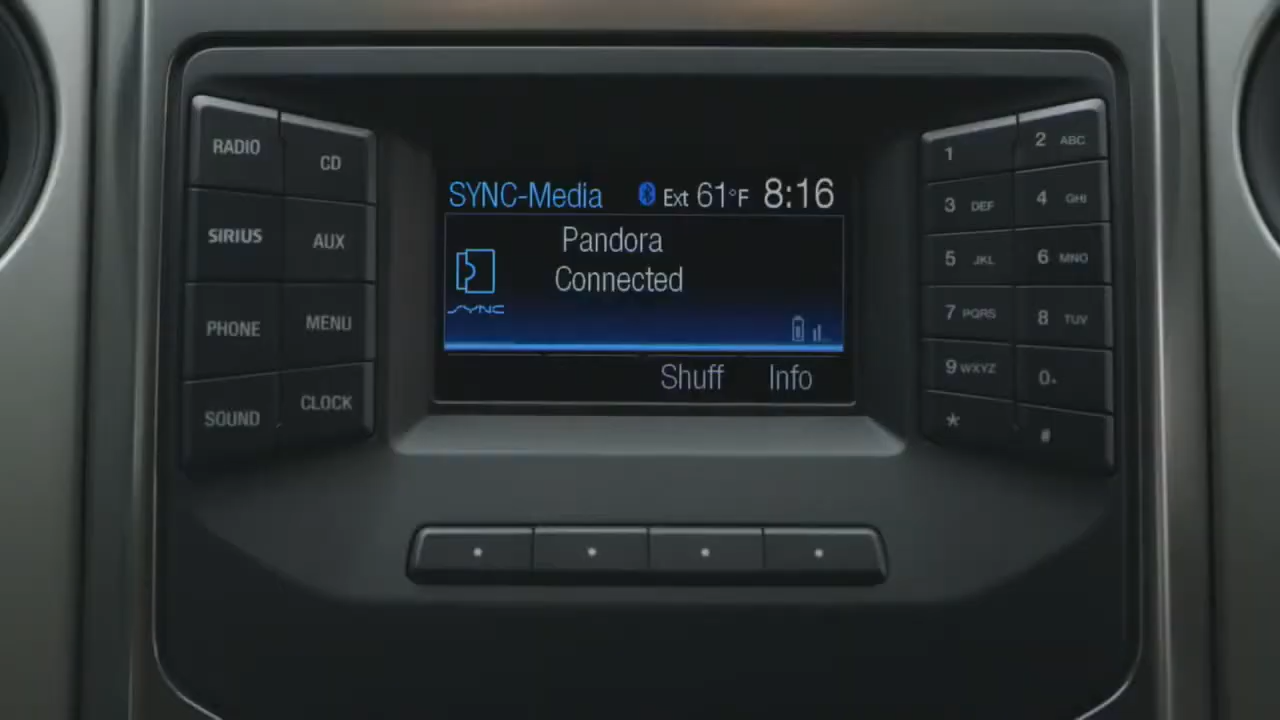 RADIO
CD
SIRIUS
AUX
PHONE
MENU
SOUND
CLOCK
SYNC-Media Ext 61°F 8:16
Pandora
Connected
SYNC
Shuff Info
1
2 ABC
3 DEF
4 GHI
5 JKL
6 MNO
7 PQRS
8 TUV
9 WXYZ
0+
*
#